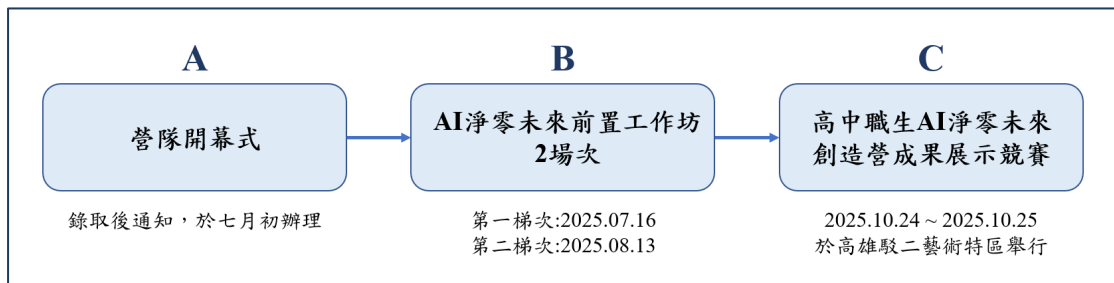 A
營隊開幕式
錄取後通知，於七月初辦理
B
AI淨零未來前置工作坊
2場次
第一梯次:2025.07.16
第二梯次:2025.08.13
C
高中職生AI淨零未來
創造營成果展示競賽
2025.10.24 ~ 2025.10.25
於高雄駁二藝術特區舉行